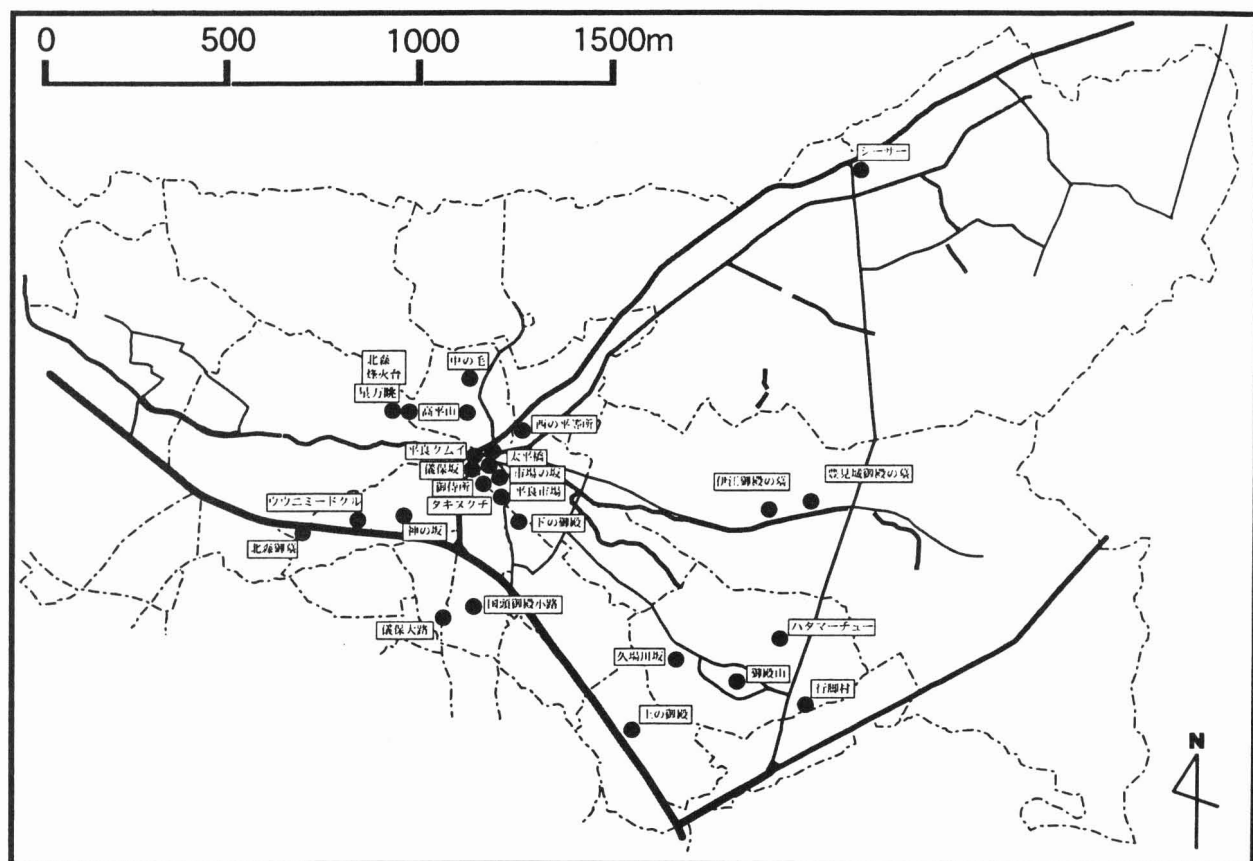 0 500 1000 1500m
シーサー
北森
烽火台
中の毛
星万眺
高平山
西の平等所
平良クムイ
太平橋
儀保坂
市場の坂
御待所
平良市場
タキヌクチ
伊江御殿の墓
豊見城御殿の墓
ウウニミードクル
神の坂
下の御殿
北森御墓
国頭御殿小路
儀保大路
ハタマーチュー
久場川坂
御殿山
行脚村
上の御殿
N